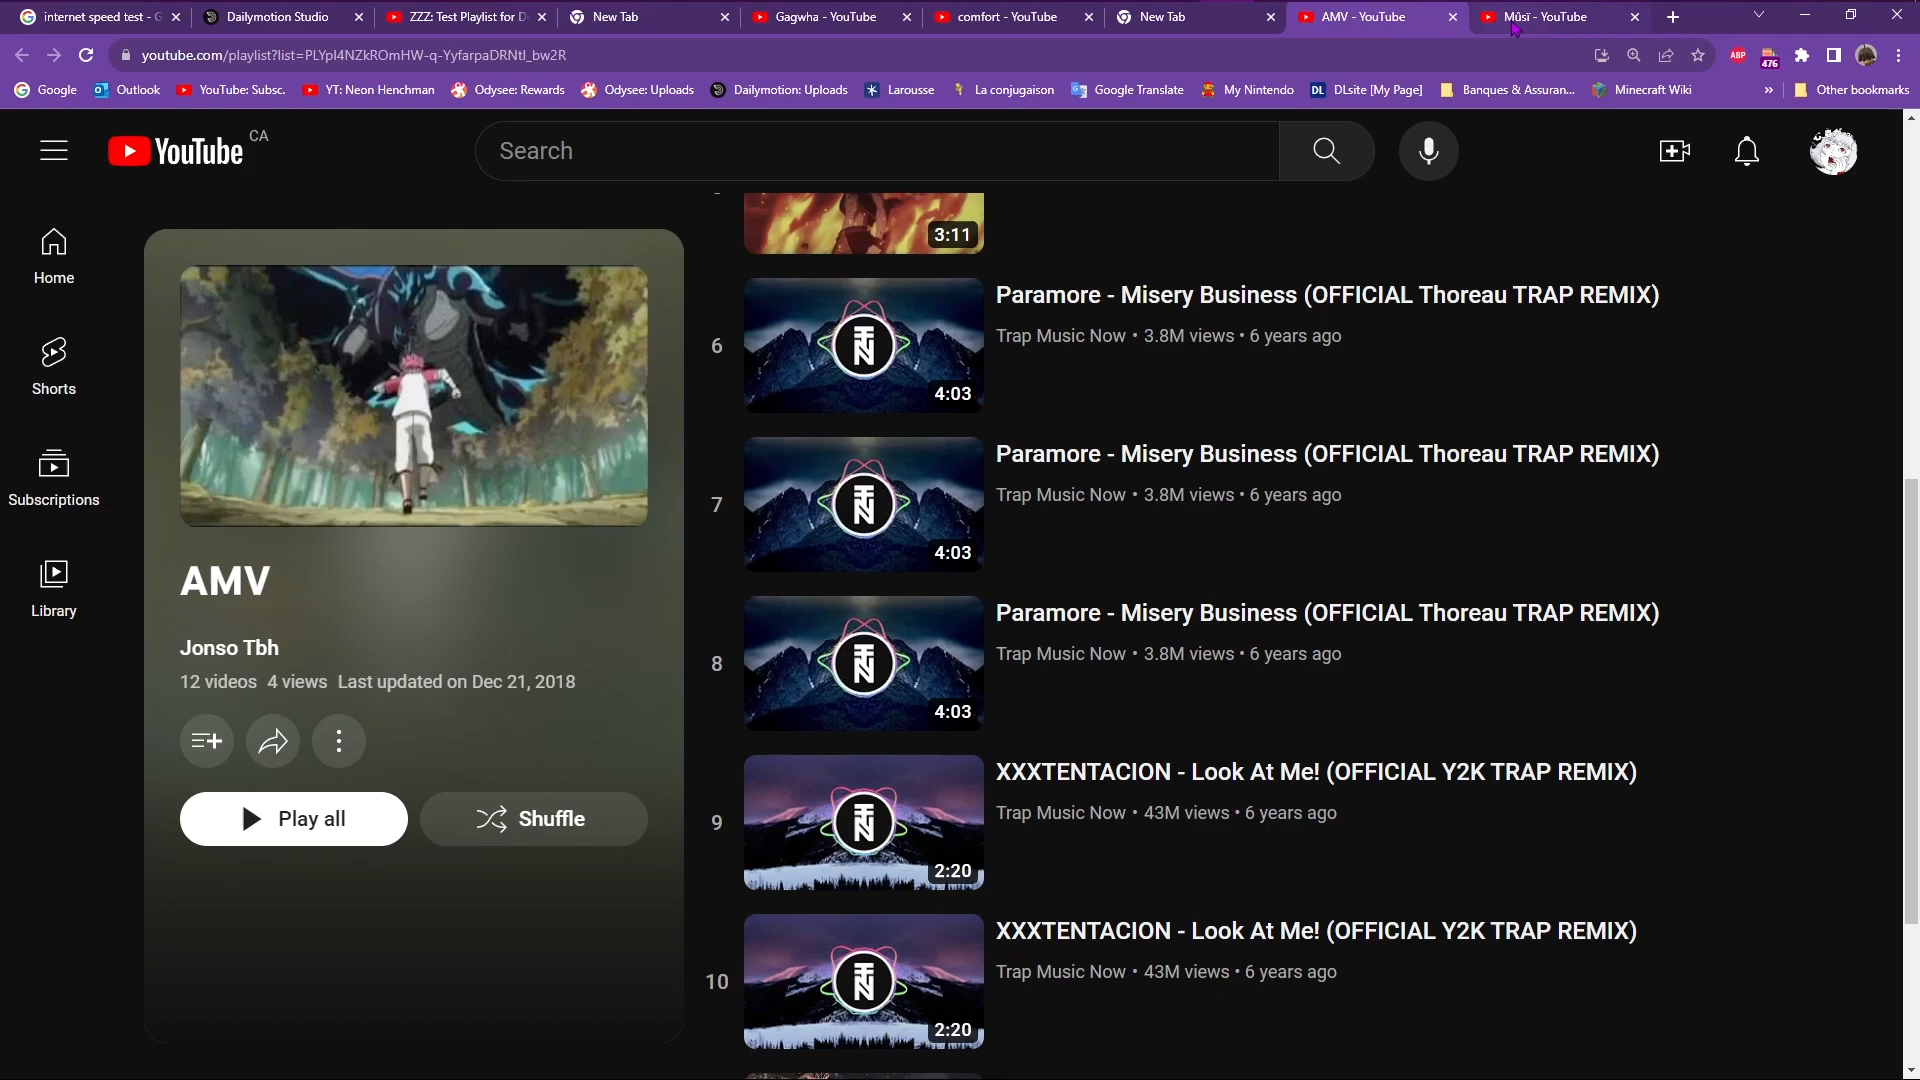 internet speed test - G
Dailymotion Studio
ZZZ: Test Playlist for D
New Tab
Gagwha - YouTube
comfort - YouTube
New Tab
AMV - YouTube
Mûsï - YouTube
youtube.com/playlist?list=PLYpI4NZkROmHW-q-YyfarpaDRNtI_bw2R
ABP
476
Google
Outlook
YouTube: Subsc.
YT: Neon Henchman
Odysee: Rewards
Odysee: Uploads
Dailymotion: Uploads
Larousse
La conjugaison
Google Translate
My Nintendo
DL
DLsite [My Page]
Banques & Assuran...
Minecraft Wiki
»
Other bookmarks
YouTube CA
Search
Home
Shorts
Subscriptions
Library
AMV
Jonso Tbh
12 videos 4 views Last updated on Dec 21, 2018
Play all
Shuffle
3:11
6
4:03
Paramore - Misery Business (OFFICIAL Thoreau TRAP REMIX)
Trap Music Now • 3.8M views • 6 years ago
7
4:03
Paramore - Misery Business (OFFICIAL Thoreau TRAP REMIX)
Trap Music Now • 3.8M views • 6 years ago
8
4:03
Paramore - Misery Business (OFFICIAL Thoreau TRAP REMIX)
Trap Music Now • 3.8M views • 6 years ago
9
2:20
XXXTENTACION - Look At Me! (OFFICIAL Y2K TRAP REMIX)
Trap Music Now • 43M views • 6 years ago
10
2:20
XXXTENTACION - Look At Me! (OFFICIAL Y2K TRAP REMIX)
Trap Music Now • 43M views • 6 years ago